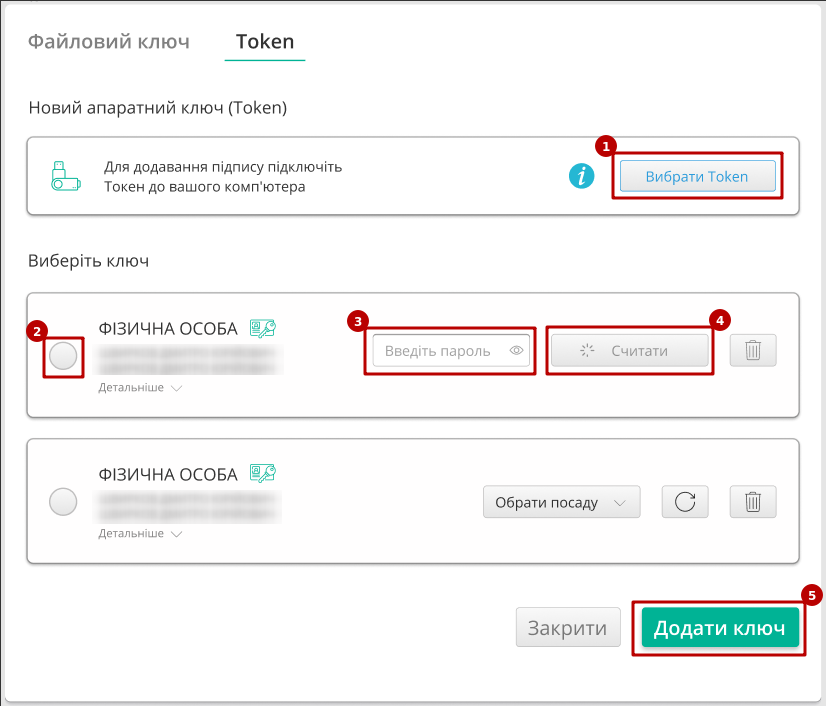 Файловий ключ Token
Новий апаратний ключ (Token)
1
Для додавання підпису підключіть
Токен до вашого комп'ютера
i
Вибрати Token
Виберіть ключ
2
ФІЗИЧНА ОСОБА
Детальніше
3
Введіть пароль
4
Считати
ФІЗИЧНА ОСОБА
Детальніше
Обрати посаду
5
Закрити
Додати ключ